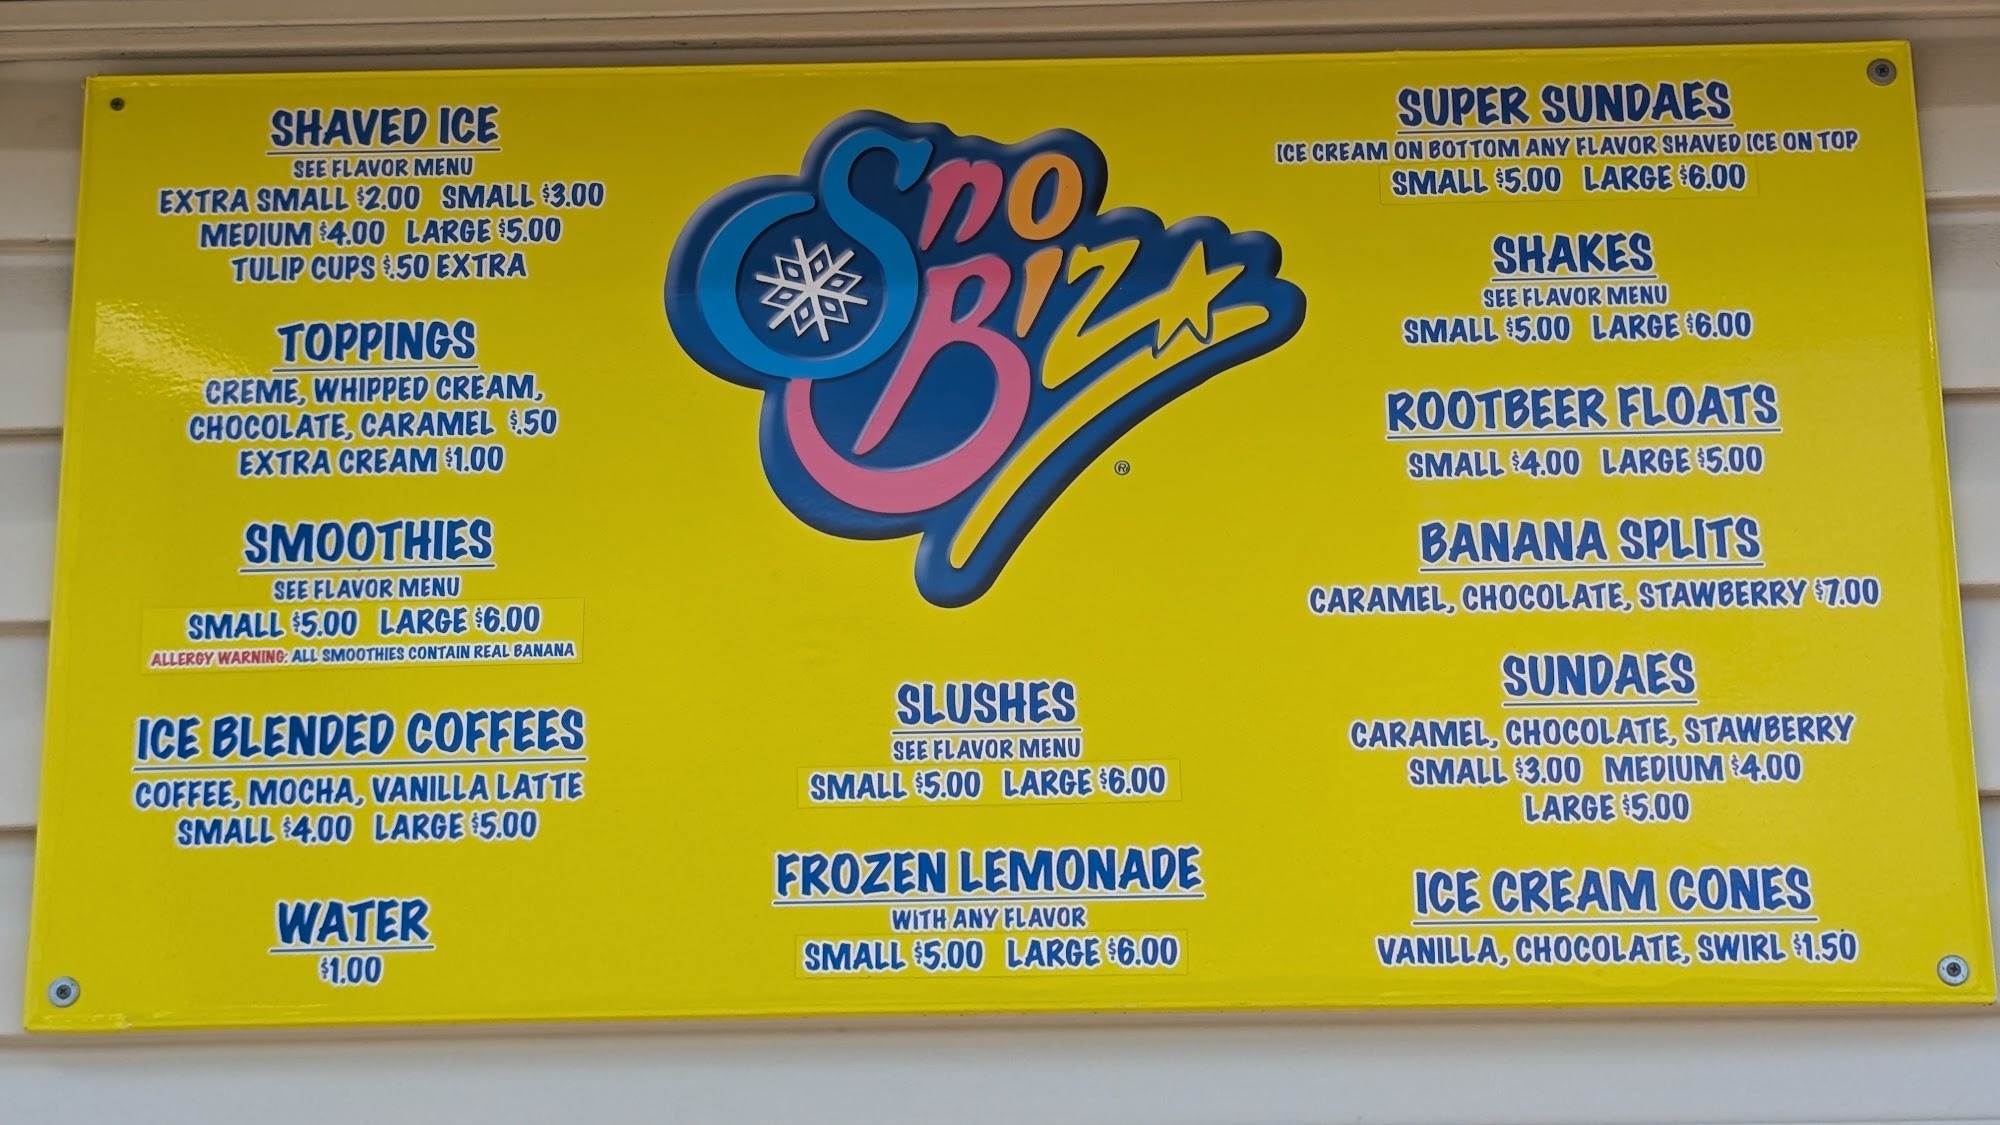 SHAVED ICE
SEE FLAVOR MENU
EXTRA SMALL $2.00 SMALL $3.00
MEDIUM $4.00 LARGE $5.00
TULIP CUPS $.50 EXTRA
TOPPINGS
CREME, WHIPPED CREAM,
CHOCOLATE, CARAMEL $.50
EXTRA CREAM $1.00
SMOOTHIES
SEE FLAVOR MENU
SMALL $5.00 LARGE $6.00
ALLERGY WARNING: ALL SMOOTHIES CONTAIN REAL BANANA
ICE BLENDED COFFEES
COFFEE, MOCHA, VANILLA LATTE
SMALL $4.00 LARGE $5.00
WATER
$1.00
Sno
Biz
®
SLUSHES
SEE FLAVOR MENU
SMALL $5.00 LARGE $6.00
FROZEN LEMONADE
WITH ANY FLAVOR
SMALL $5.00 LARGE $6.00
SUPER SUNDAES
ICE CREAM ON BOTTOM ANY FLAVOR SHAVED ICE ON TOP
SMALL $5.00 LARGE $6.00
SHAKES
SEE FLAVOR MENU
SMALL $5.00 LARGE $6.00
ROOTBEER FLOATS
SMALL $4.00 LARGE $5.00
BANANA SPLITS
CARAMEL, CHOCOLATE, STAWBERRY $7.00
SUNDAES
CARAMEL, CHOCOLATE, STAWBERRY
SMALL $3.00 MEDIUM $4.00
LARGE $5.00
ICE CREAM CONES
VANILLA, CHOCOLATE, SWIRL $1.50